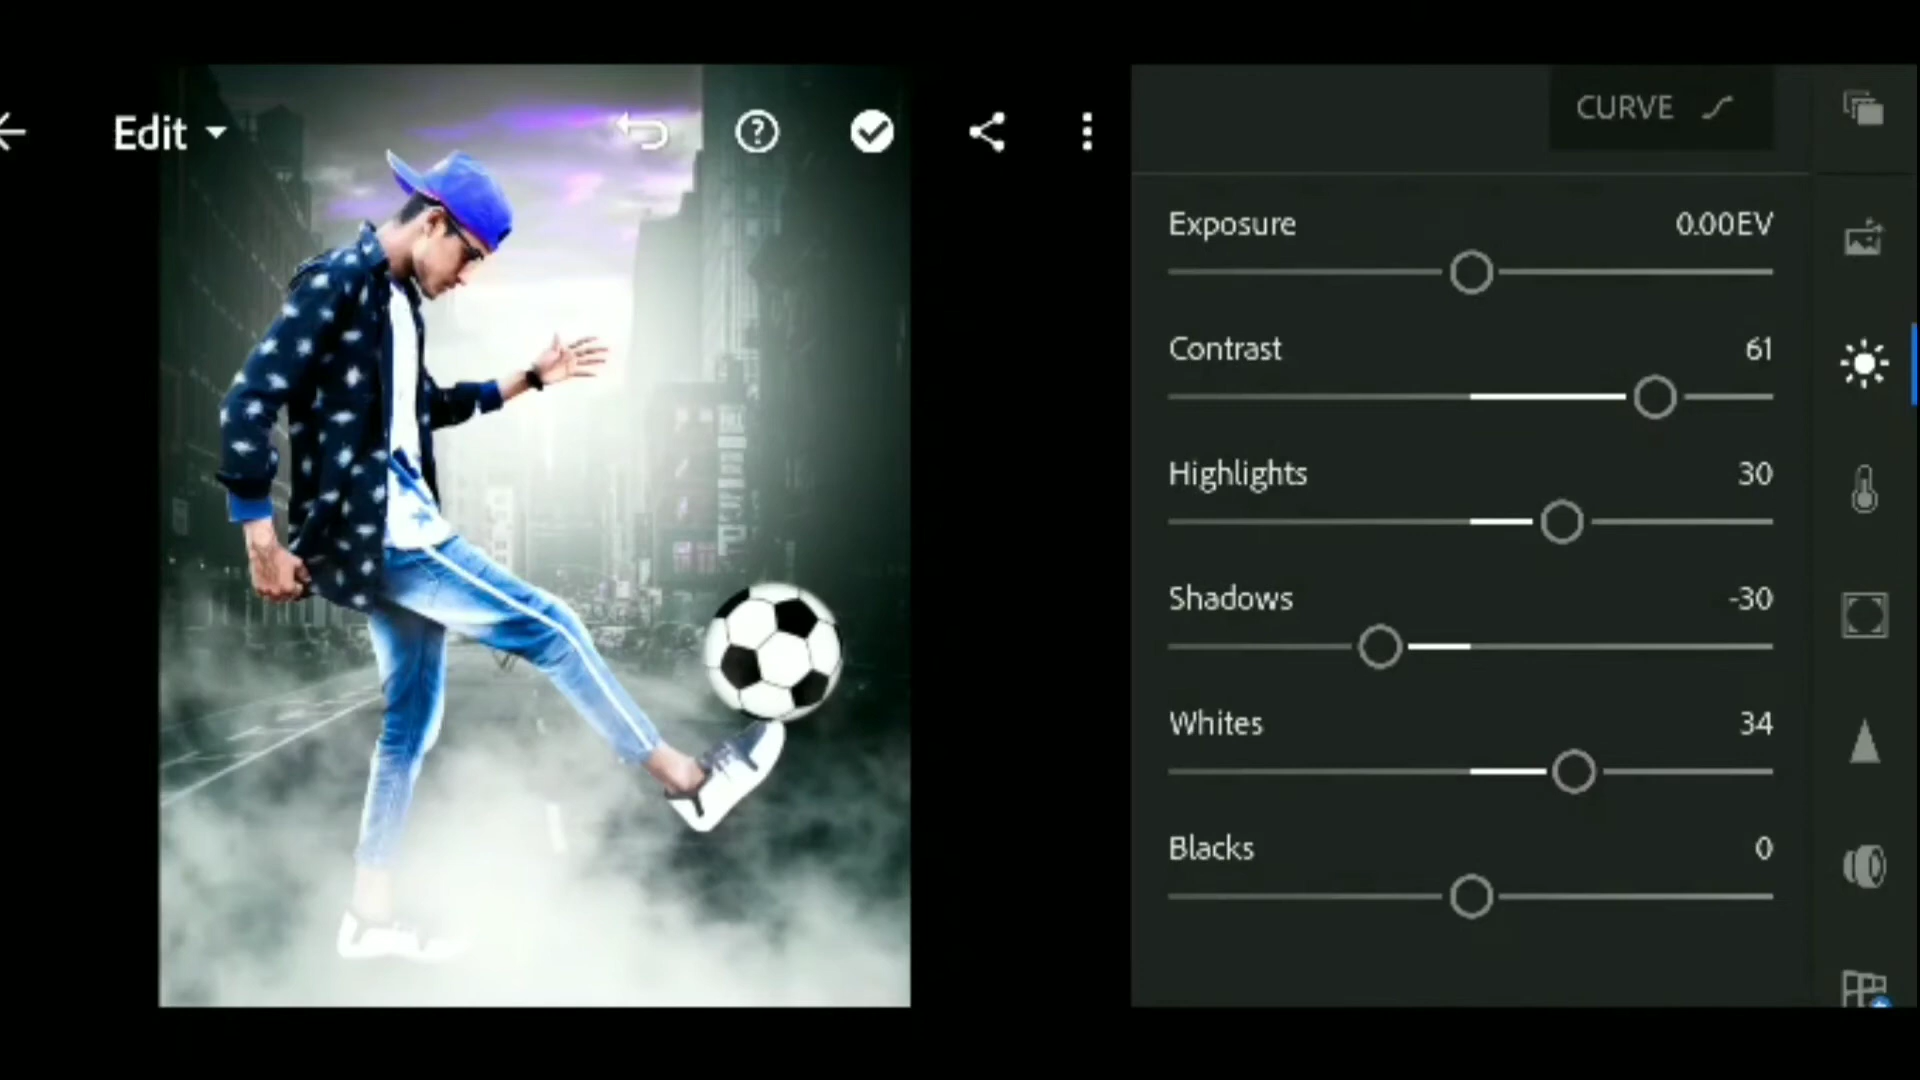 Edit
CURVE
Exposure 0.00EV
Contrast 61
Highlights 30
Shadows -30
Whites 34
Blacks 0